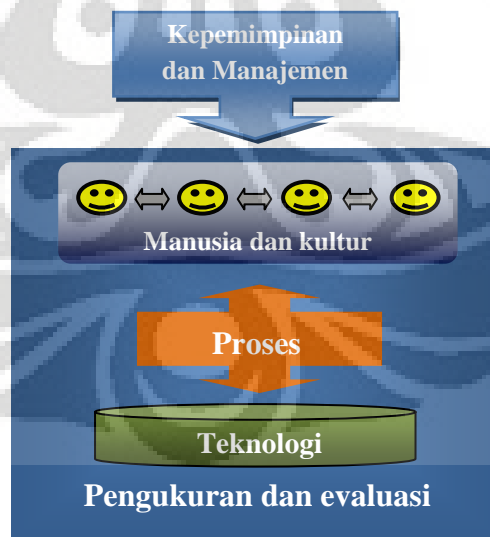 Kepemimpinan
dan Manajemen
Manusia dan kultur
Proses
Teknologi
Pengukuran dan evaluasi